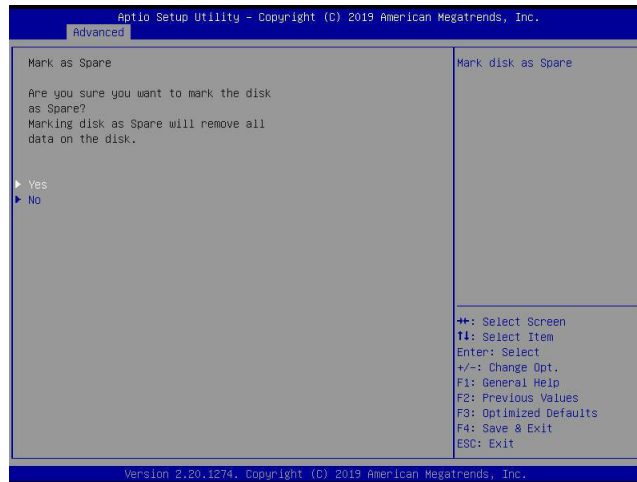 Aptio Setup Utility – Copyright (C) 2019 American Megatrends, Inc.
Advanced
Mark as Spare
Are you sure you want to mark the disk
as Spare?
Marking disk as Spare will remove all
data on the disk.
▶ Yes
▶ No
Mark disk as Spare
→←: Select Screen
↑↓: Select Item
Enter: Select
+/-: Change Opt.
F1: General Help
F2: Previous Values
F3: Optimized Defaults
F4: Save & Exit
ESC: Exit
Version 2.20.1274. Copyright (C) 2019 American Megatrends, Inc.